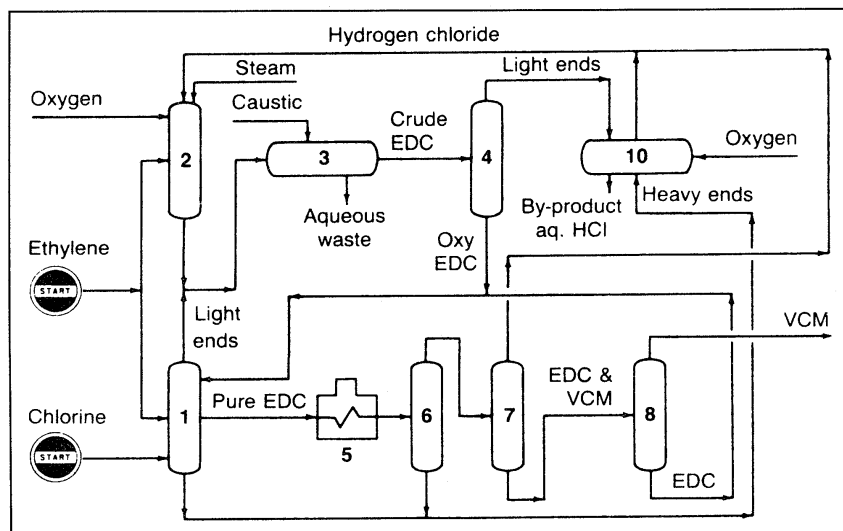 Hydrogen chloride
Steam
Light ends
Oxygen
Caustic
Crude
EDC
2
3
4
10
Oxygen
Aqueous
waste
By-product
aq. HCl
Heavy ends
Ethylene
START
Oxy
EDC
Light
ends
VCM
Chlorine
START
1
Pure EDC
5
6
7
EDC &
VCM
8
EDC